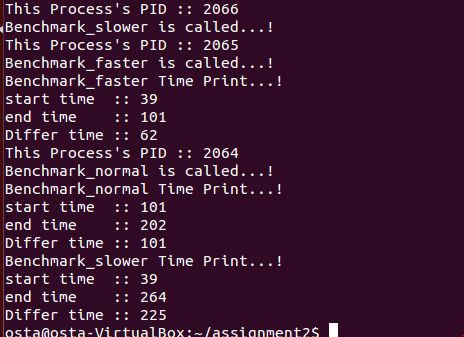 This Process's PID :: 2066
Benchmark_slower is called...!
This Process's PID :: 2065
Benchmark_faster is called...!
Benchmark_faster Time Print...!
start time  :: 39
end time    :: 101
Differ time :: 62
This Process's PID :: 2064
Benchmark_normal is called...!
Benchmark_normal Time Print...!
start time  :: 101
end time    :: 202
Differ time :: 101
Benchmark_slower Time Print...!
start time  :: 39
end time    :: 264
Differ time :: 225
osta@osta-VirtualBox:~/assignment2$